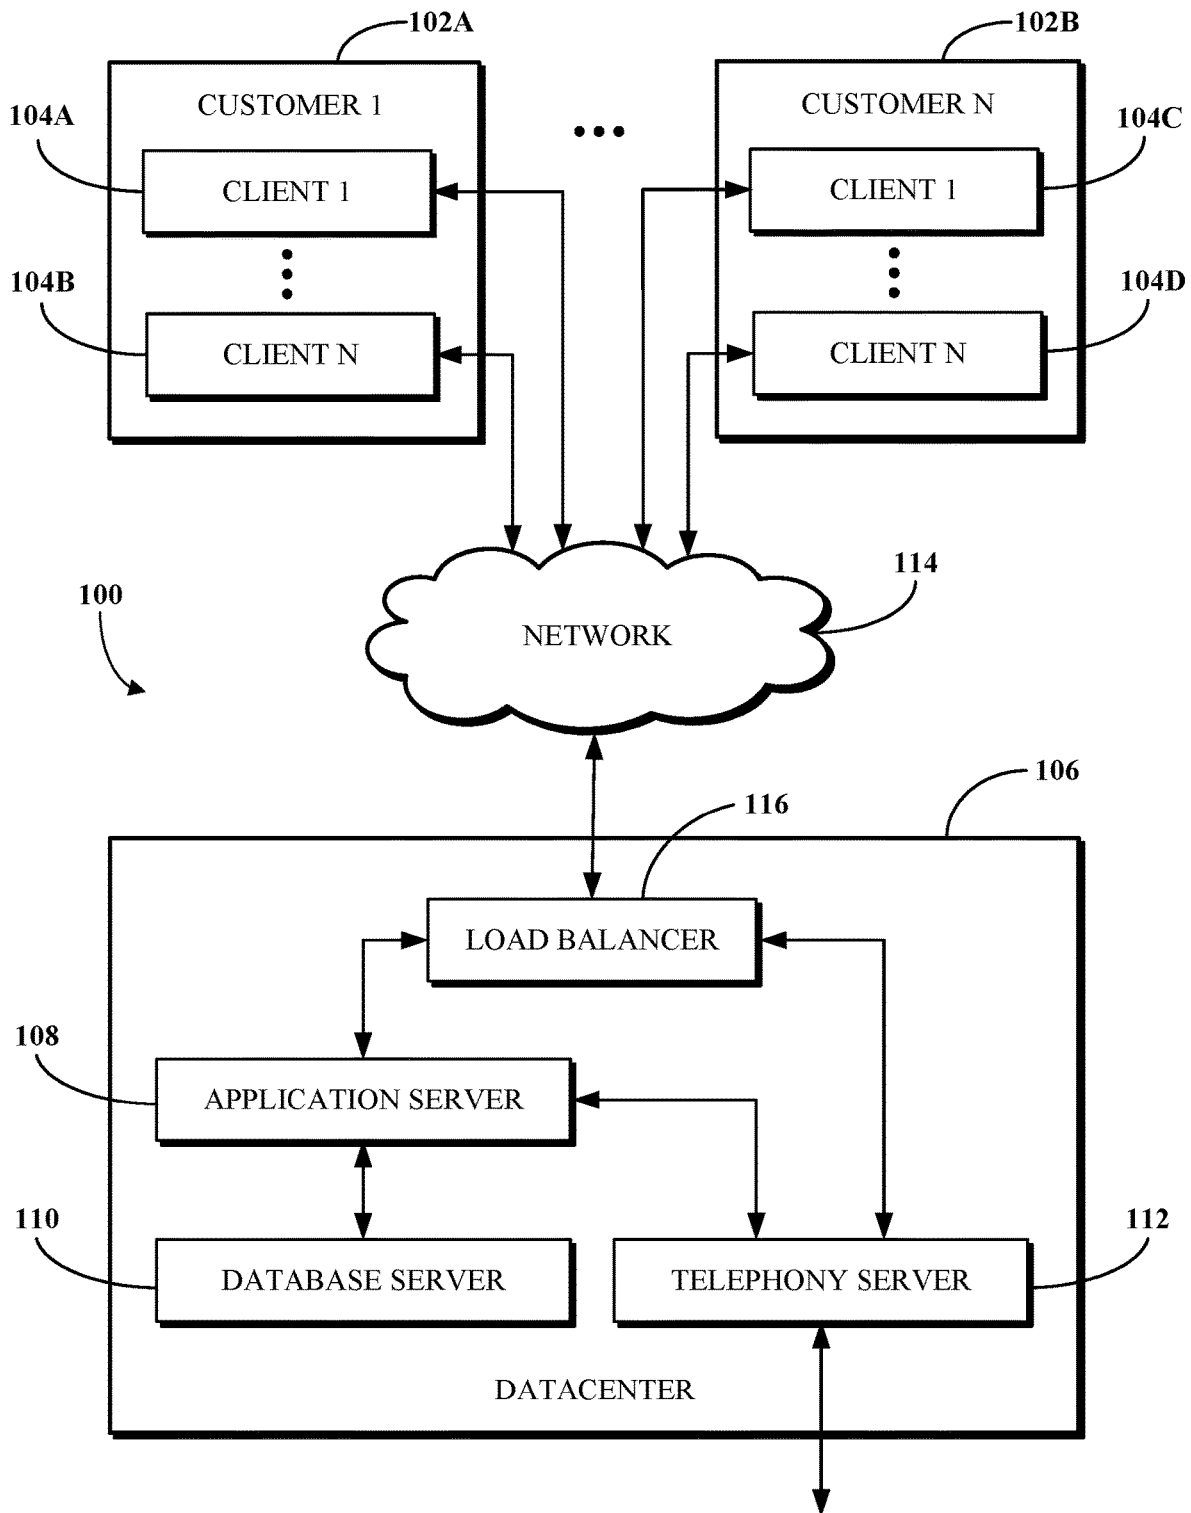 102A
102B
CUSTOMER 1
CUSTOMER N
104A
104C
CLIENT 1
CLIENT 1
104B
104D
CLIENT N
CLIENT N
114
100
NETWORK
106
116
LOAD BALANCER
108
APPLICATION SERVER
110
112
DATABASE SERVER
TELEPHONY SERVER
DATACENTER